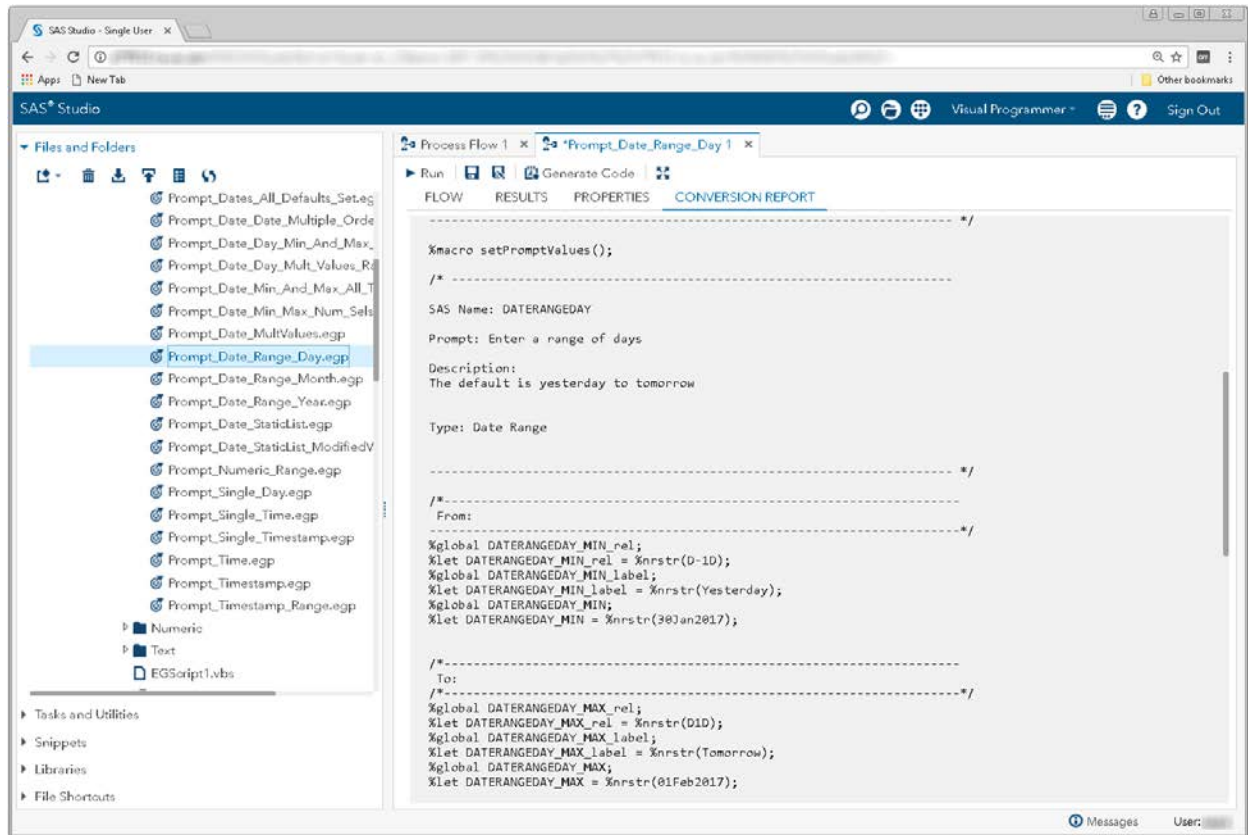 SAS Studio - Single User
Apps New Tab Other bookmarks
SAS® Studio Visual Programmer Sign Out
Files and Folders
Prompt_Dates_All_Defaults_Set.eg
Prompt_Date_Date_Multiple_Orde
Prompt_Date_Day_Min_And_Max_
Prompt_Date_Day_Mult_Values_Ra
Prompt_Date_Min_And_Max_All_T
Prompt_Date_Min_Max_Num_Sels
Prompt_Date_MultValues.egp
Prompt_Date_Range_Day.egp
Prompt_Date_Range_Month.egp
Prompt_Date_Range_Year.egp
Prompt_Date_StaticList.egp
Prompt_Date_StaticList_ModifiedV
Prompt_Numeric_Range.egp
Prompt_Single_Day.egp
Prompt_Single_Time.egp
Prompt_Single_Timestamp.egp
Prompt_Time.egp
Prompt_Timestamp.egp
Prompt_Timestamp_Range.egp
Numeric
Text
EGScript1.vbs
Tasks and Utilities
Snippets
Libraries
File Shortcuts
Process Flow 1 *Prompt_Date_Range_Day 1
Run Generate Code
FLOW RESULTS PROPERTIES CONVERSION REPORT
------------------------------------------------------------------------ */
%macro setPromptValues();
/* ---------------------------------------------------------------------
SAS Name: DATERANGEDAY
Prompt: Enter a range of days
Description:
The default is yesterday to tomorrow
Type: Date Range
------------------------------------------------------------------------ */
/*-----------------------------------------------------------------------
From:
-------------------------------------------------------------------------*/
%global DATERANGEDAY_MIN_rel;
%let DATERANGEDAY_MIN_rel = %nrstr(D-1D);
%global DATERANGEDAY_MIN_label;
%let DATERANGEDAY_MIN_label = %nrstr(Yesterday);
%global DATERANGEDAY_MIN;
%let DATERANGEDAY_MIN = %nrstr(30Jan2017);
/*-----------------------------------------------------------------------
To:
/*-----------------------------------------------------------------------*/
%global DATERANGEDAY_MAX_rel;
%let DATERANGEDAY_MAX_rel = %nrstr(D1D);
%global DATERANGEDAY_MAX_label;
%let DATERANGEDAY_MAX_label = %nrstr(Tomorrow);
%global DATERANGEDAY_MAX;
%let DATERANGEDAY_MAX = %nrstr(01Feb2017);
Messages User: